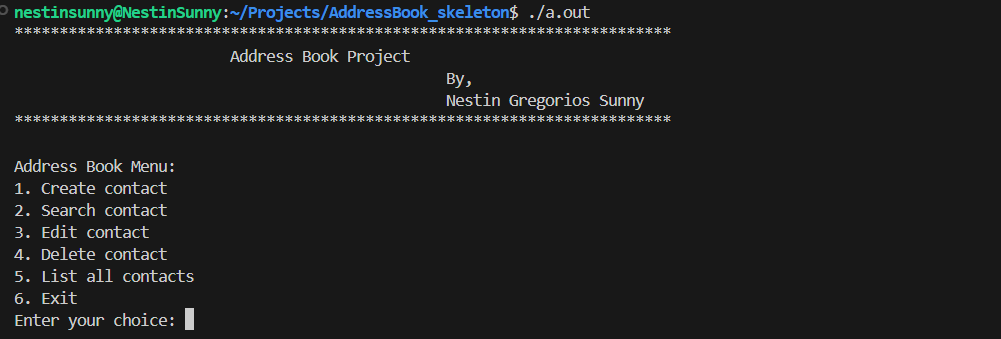 nestinsunny@NestinSunny:~/Projects/AddressBook_skeleton$ ./a.out
*************************************************************************
Address Book Project
By,
Nestin Gregorios Sunny
*************************************************************************
Address Book Menu:
1. Create contact
2. Search contact
3. Edit contact
4. Delete contact
5. List all contacts
6. Exit
Enter your choice: